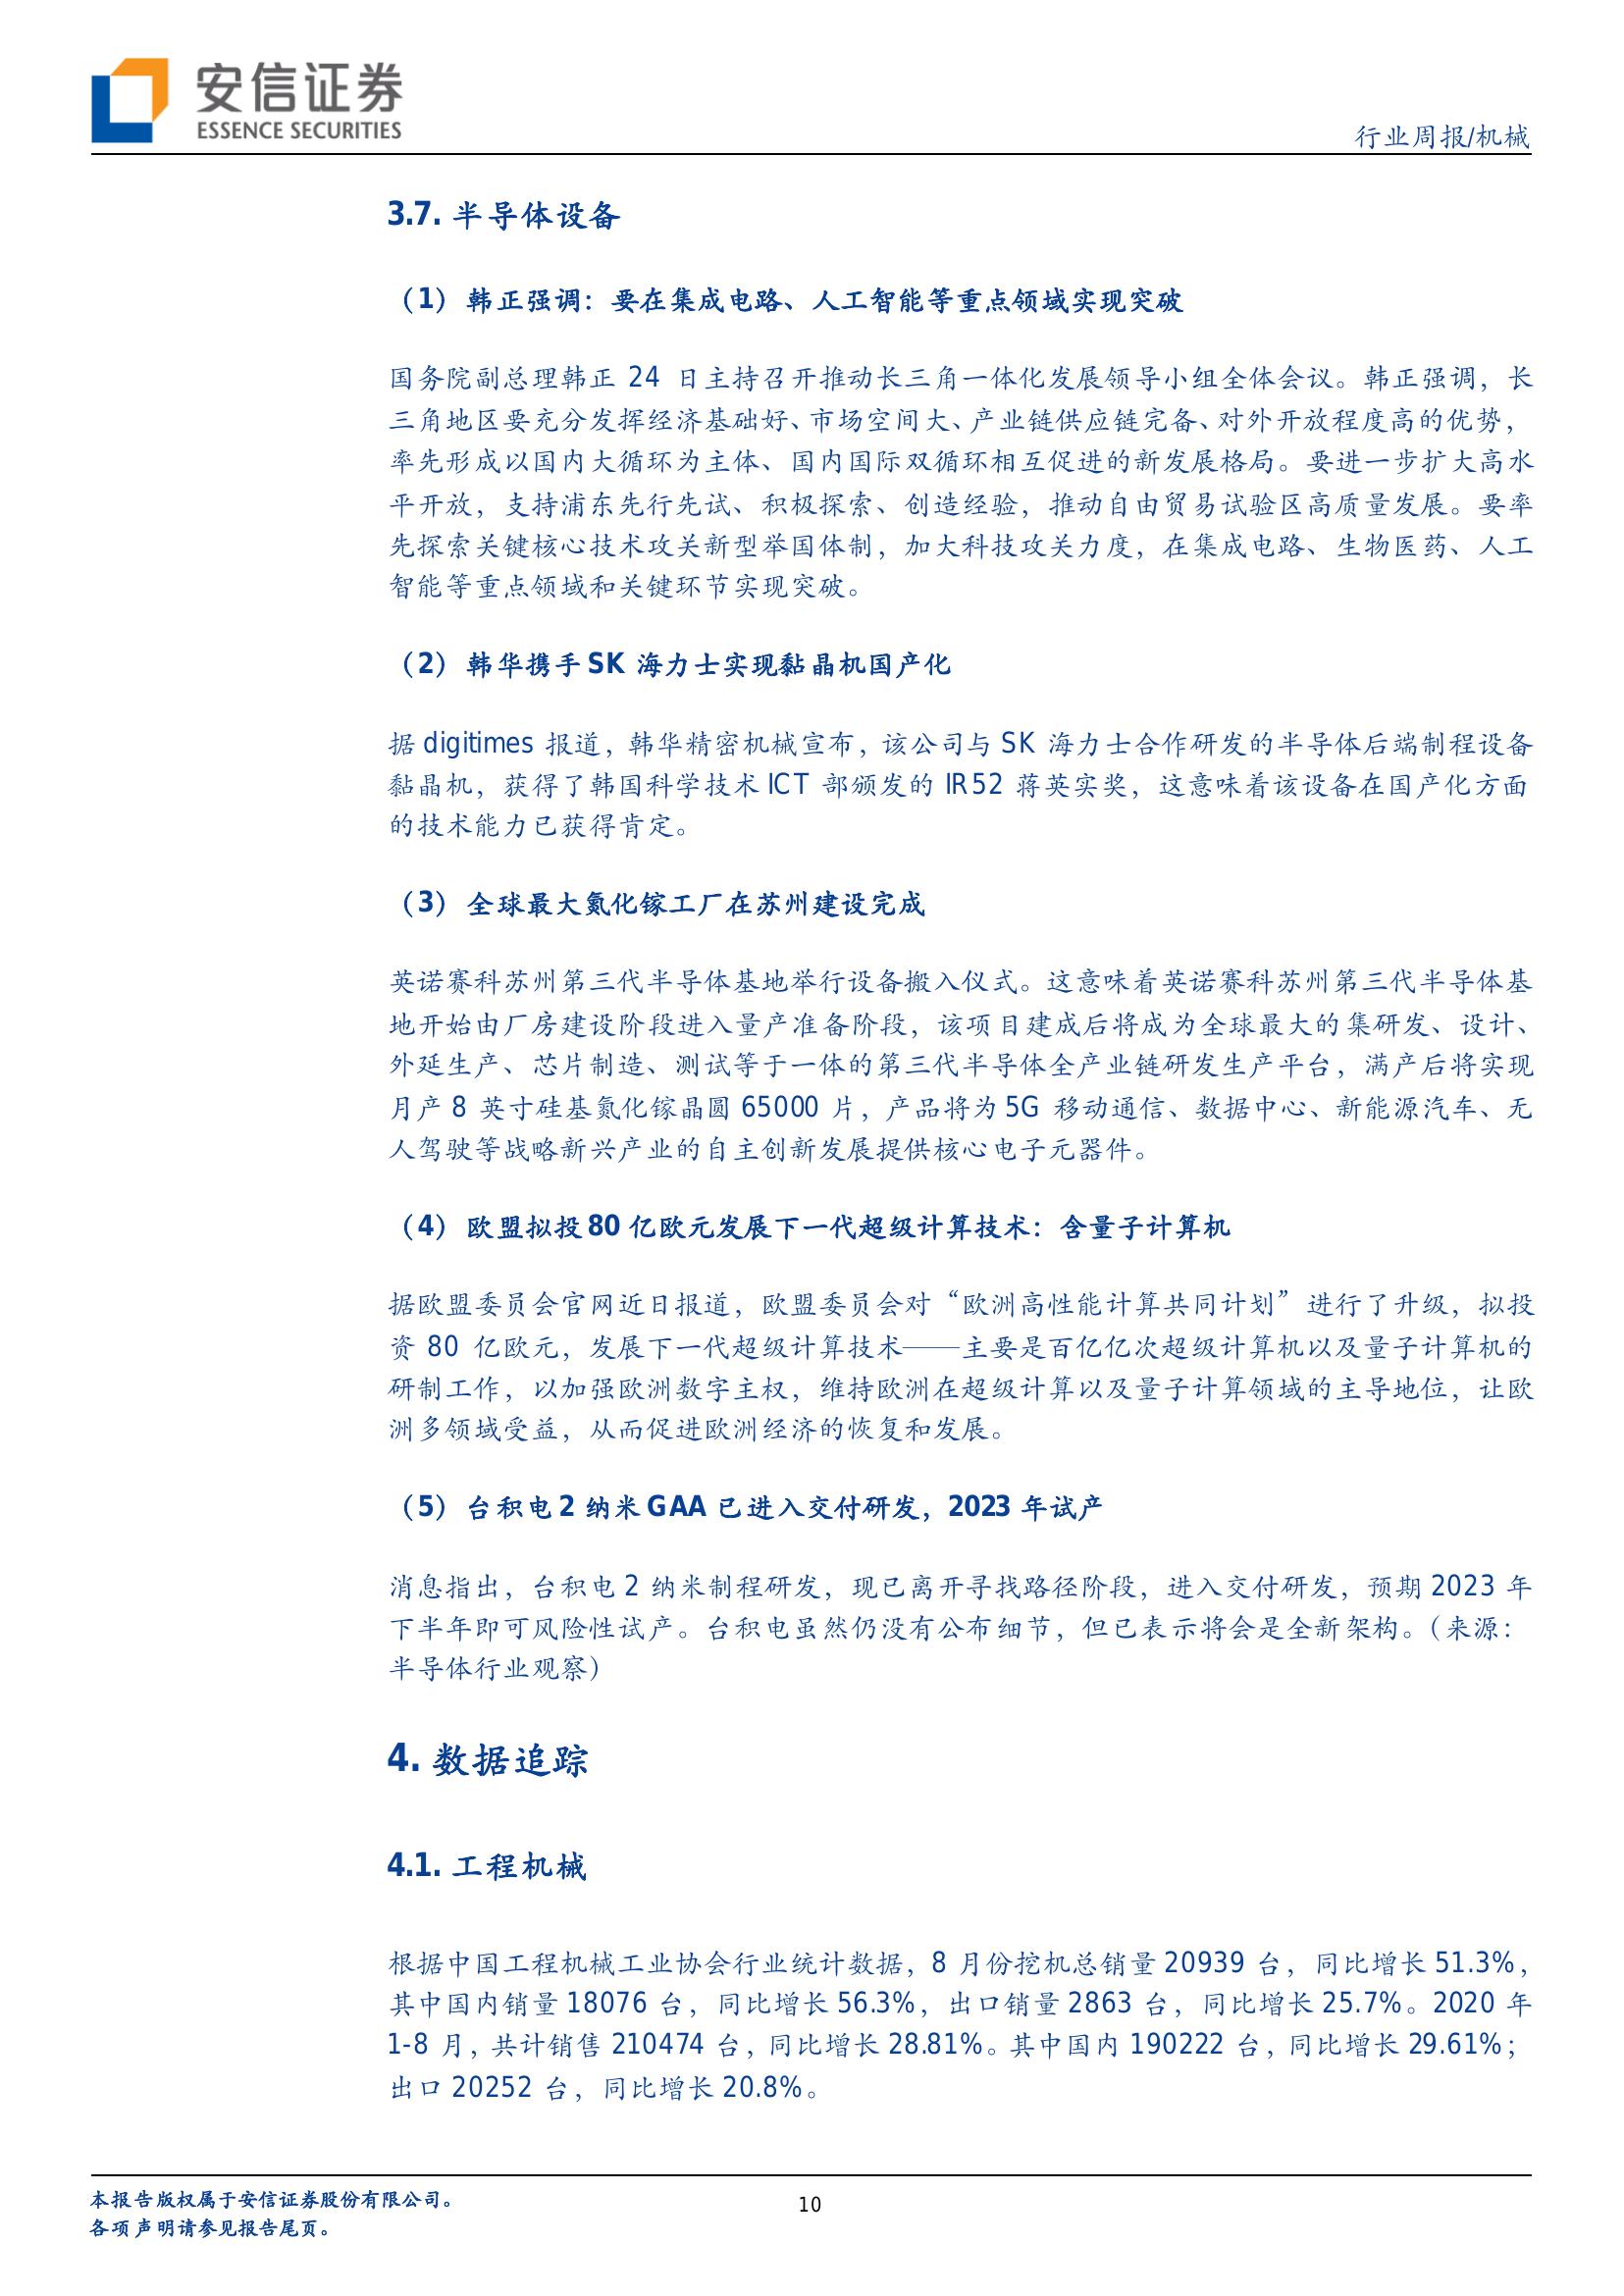 安信证券
ESSENCE SECURITIES
行业周报/机械
3.7. 半导体设备
（1） 韩正强调：要在集成电路、人工智能等重点领域实现突破
国务院副总理韩正 24 日主持召开推动长三角一体化发展领导小组全体会议。韩正强调，长
三角地区要充分发挥经济基础好、市场空间大、产业链供应链完备、对外开放程度高的优势，
率先形成以国内大循环为主体、国内国际双循环相互促进的新发展格局。要进一步扩大高水
平开放，支持浦东先行先试、积极探索、创造经验，推动自由贸易试验区高质量发展。要率
先探索关键核心技术攻关新型举国体制，加大科技攻关力度，在集成电路、生物医药、人工
智能等重点领域和关键环节实现突破。
（2） 韩华携手 SK 海力士实现黏晶机国产化
据 digitimes 报道，韩华精密机械宣布，该公司与 SK 海力士合作研发的半导体后端制程设备
黏晶机，获得了韩国科学技术 ICT 部颁发的 IR52 蒋英实奖，这意味着该设备在国产化方面
的技术能力已获得肯定。
（3） 全球最大氮化镓工厂在苏州建设完成
英诺赛科苏州第三代半导体基地举行设备搬入仪式。这意味着英诺赛科苏州第三代半导体基
地开始由厂房建设阶段进入量产准备阶段，该项目建成后将成为全球最大的集研发、设计、
外延生产、芯片制造、测试等于一体的第三代半导体全产业链研发生产平台，满产后将实现
月产 8 英寸硅基氮化镓晶圆 65000 片，产品将为 5G 移动通信、数据中心、新能源汽车、无
人驾驶等战略新兴产业的自主创新发展提供核心电子元器件。
（4） 欧盟拟投 80 亿欧元发展下一代超级计算技术：含量子计算机
据欧盟委员会官网近日报道，欧盟委员会对“欧洲高性能计算共同计划”进行了升级，拟投
资 80 亿欧元，发展下一代超级计算技术——主要是百亿亿次超级计算机以及量子计算机的
研制工作，以加强欧洲数字主权，维持欧洲在超级计算以及量子计算领域的主导地位，让欧
洲多领域受益，从而促进欧洲经济的恢复和发展。
（5） 台积电 2 纳米 GAA 已进入交付研发，2023 年试产
消息指出，台积电 2 纳米制程研发，现已离开寻找路径阶段，进入交付研发，预期 2023 年
下半年即可风险性试产。台积电虽然仍没有公布细节，但已表示将会是全新架构。（来源：
半导体行业观察）
4. 数据追踪
4.1. 工程机械
根据中国工程机械工业协会行业统计数据，8 月份挖机总销量 20939 台，同比增长 51.3%，
其中国内销量 18076 台，同比增长 56.3%，出口销量 2863 台，同比增长 25.7%。2020 年
1-8 月，共计销售 210474 台，同比增长 28.81%。其中国内 190222 台，同比增长 29.61%；
出口 20252 台，同比增长 20.8%。
本报告版权属于安信证券股份有限公司。
10
各项声明请参见报告尾页。